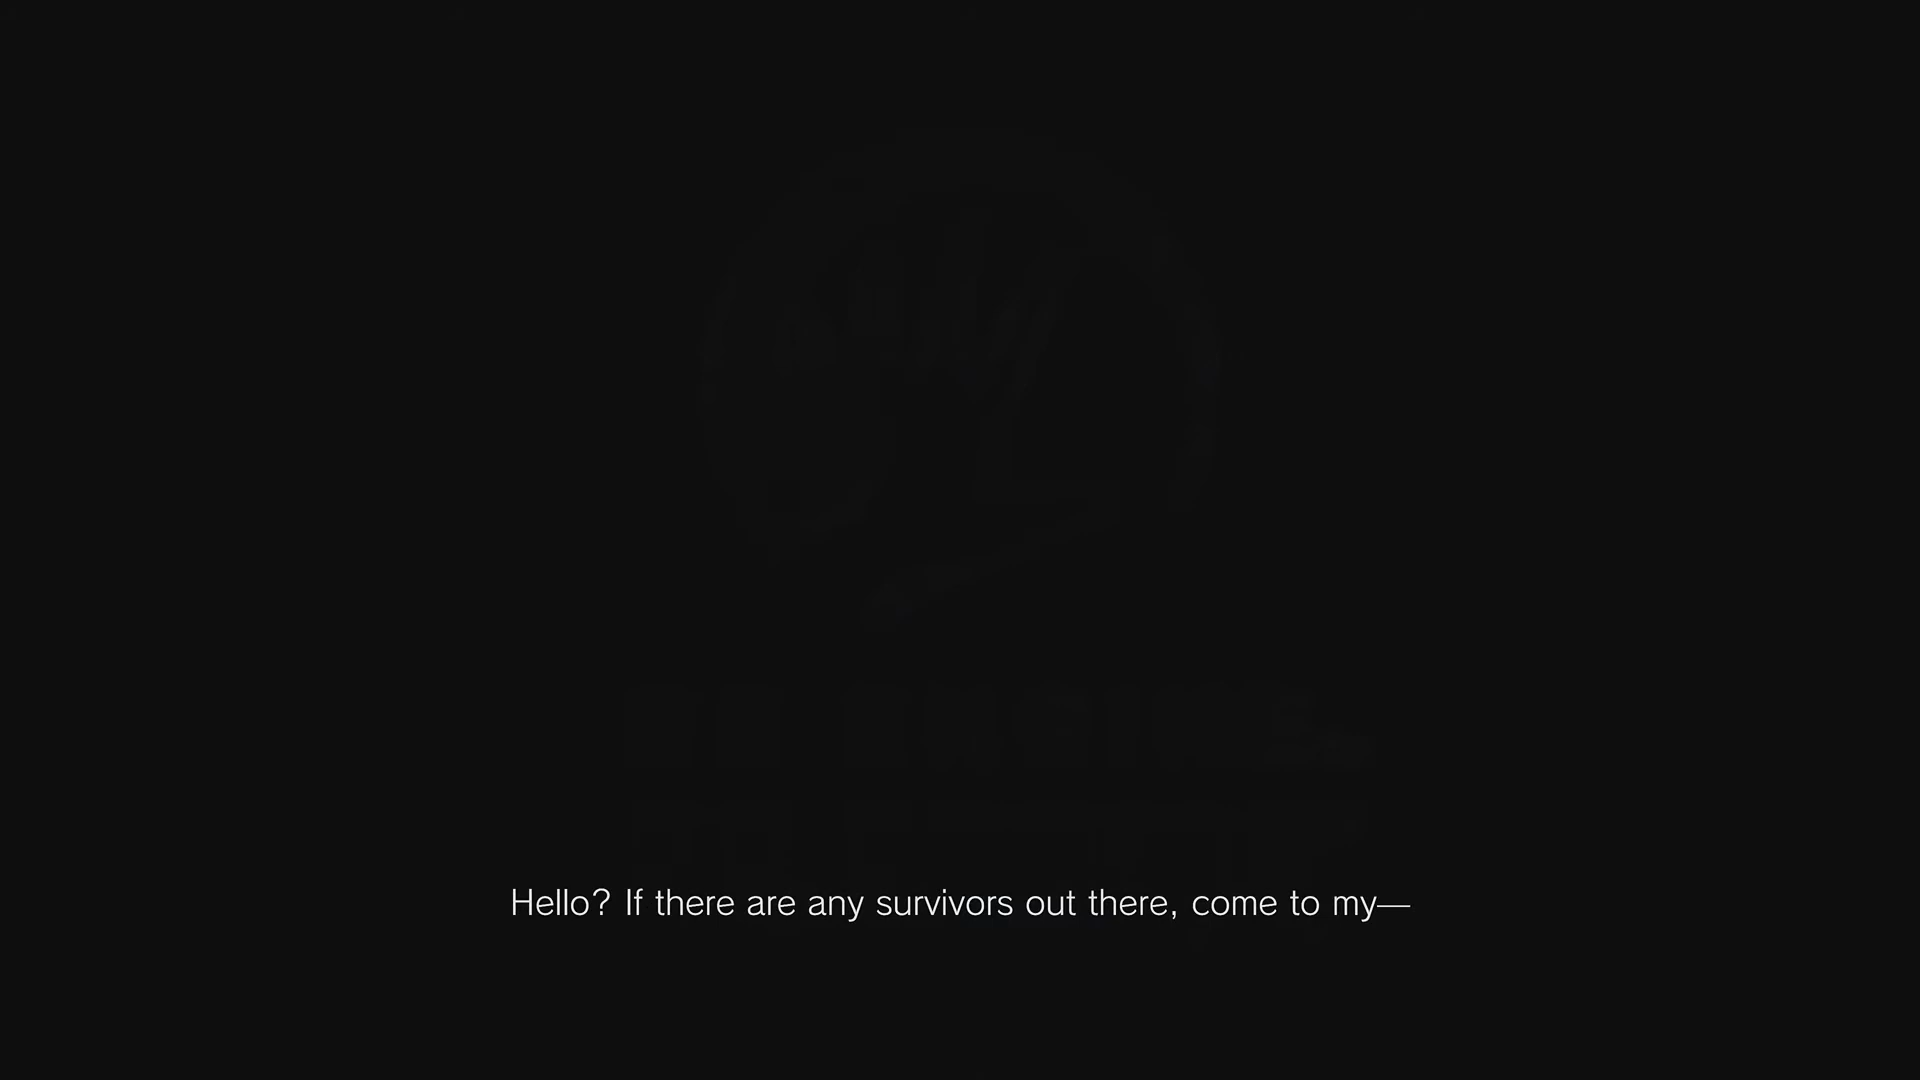 Hello? If there are any survivors out there, come to my—